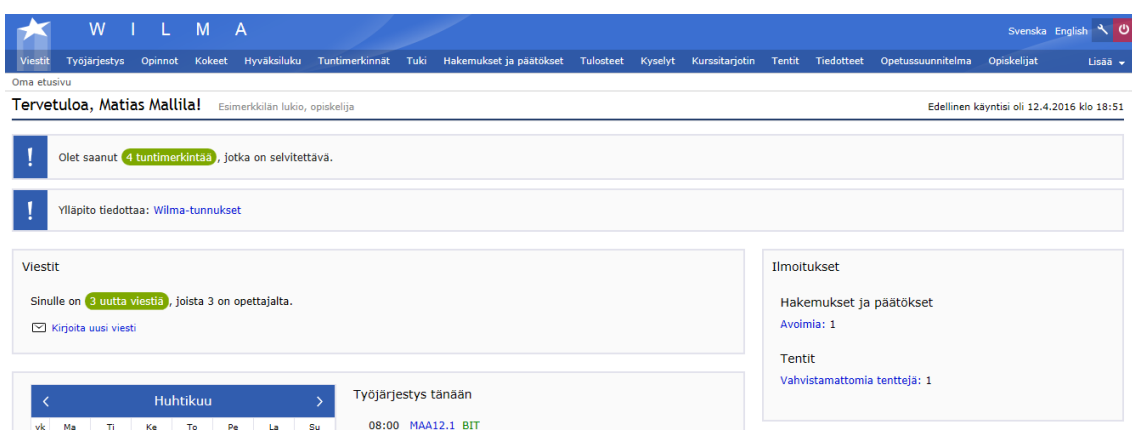 WILMA
Svenska English
Viestit Työjärjestys Opinnot Kokeet Hyväksiluku Tuntimerkinnät Tuki Hakemukset ja päätökset Tulosteet Kyselyt Kurssitarjotin Tentit Tiedotteet Opetussuunnitelma Opiskelijat Lisää
Oma etusivu
Tervetuloa, Matias Mallila! Esimerkkilän lukio, opiskelija Edellinen käyntisi oli 12.4.2016 klo 18:51
! Olet saanut 4 tuntimerkintää, jotka on selvitettävä.
! Ylläpito tiedottaa: Wilma-tunnukset
Viestit
Sinulle on 3 uutta viestiä, joista 3 on opettajalta.
Kirjoita uusi viesti
Ilmoitukset
Hakemukset ja päätökset
Avoimia: 1
Tentit
Vahvistamattomia tenttejä: 1
Huhtikuu
vk Ma Ti Ke To Pe La Su
Työjärjestys tänään
08:00 MAA12.1 BIT